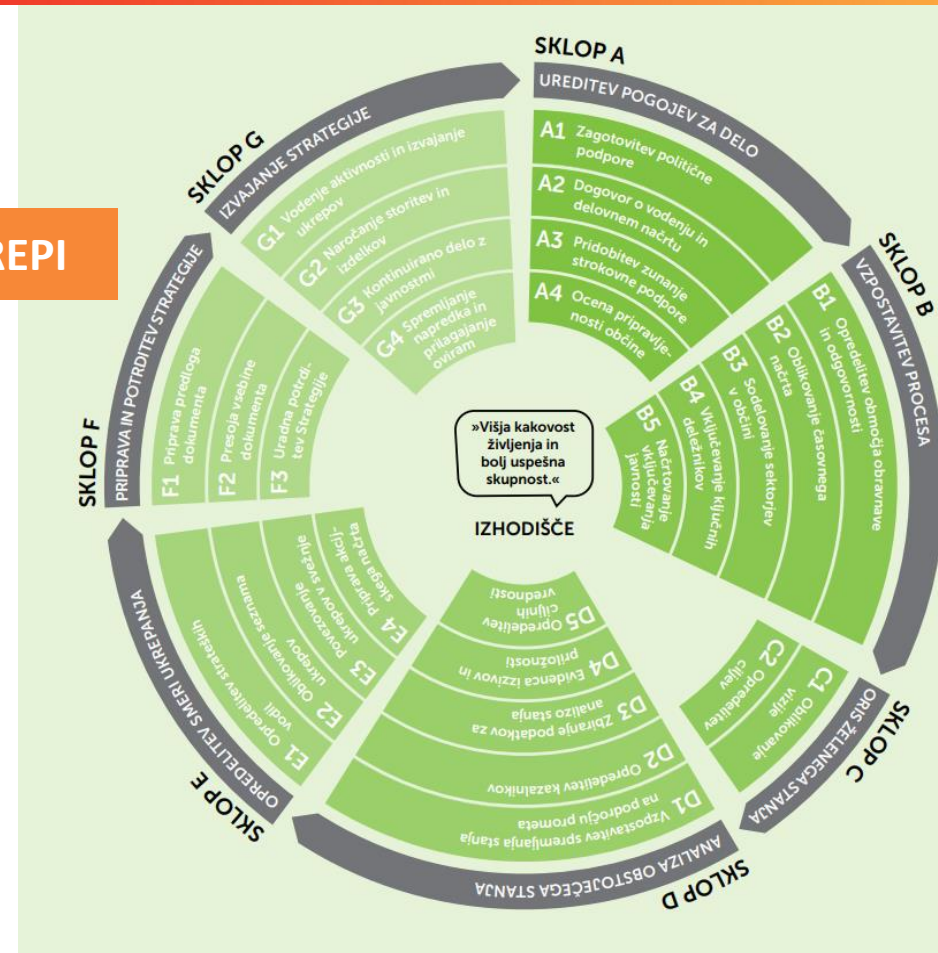 REPI
SKLOP A
UREDITEV POGOJEV ZA DELO
A1 Zagotovitev politične
podpore
A2 Dogovor o vodenju in
delovnem načrtu
A3 Pridobitev zunanje
strokovne podpore
A4 Ocena pripravlje-
nosti občine
SKLOP B
VZPOSTAVITEV PROCESA
B1 Opredelitev območja obravnave
in odgovornosti
B2 Oblikovanje časovnega
načrta
B3 Sodelovanje sektorjev
v občini
B4 Vključevanje ključnih
deležnikov
B5 Načrtovanje
vključevanja
javnosti
SKLOP C
ORIS ŽELENEGA STANJA
C1 Oblikovanje
vizije
C2 Opredelitev
ciljev
SKLOP D
ANALIZA OBSTOJEČEGA STANJA
D1 Vzpostavitev spremljanja stanja
na področju prometa
D2 Opredelitev kazalnikov
D3 Zbiranje podatkov za
analizo stanja
D4 Evidenca izzivov in
priložnosti
D5 Opredelitev
ciljnih
vrednosti
SKLOP E
OPREDELITEV SMERI UKREPANJA
E1 Opredelitev strateških
vodil
E2 Oblikovanje seznama
ukrepov
E3 Povezovanje
ukrepov v svežnje
E4 Priprava akcij-
skega načrta
SKLOP F
PRIPRAVA IN POTRDITEV STRATEGIJE
F1 Priprava predloga
dokumenta
F2 Presoja vsebine
dokumenta
F3 Uradna potrdi-
tev Strategije
SKLOP G
IZVAJANJE STRATEGIJE
G1 Vodenje aktivnosti in izvajanje
ukrepov
G2 Naročanje storitev in
izdelkov
G3 Kontinuirano delo z
javnostmi
G4 Spremljanje
napredka in
prilagajanje
oviram
»Višja kakovost
življenja in
bolj uspešna
skupnost.«
IZHODIŠČE